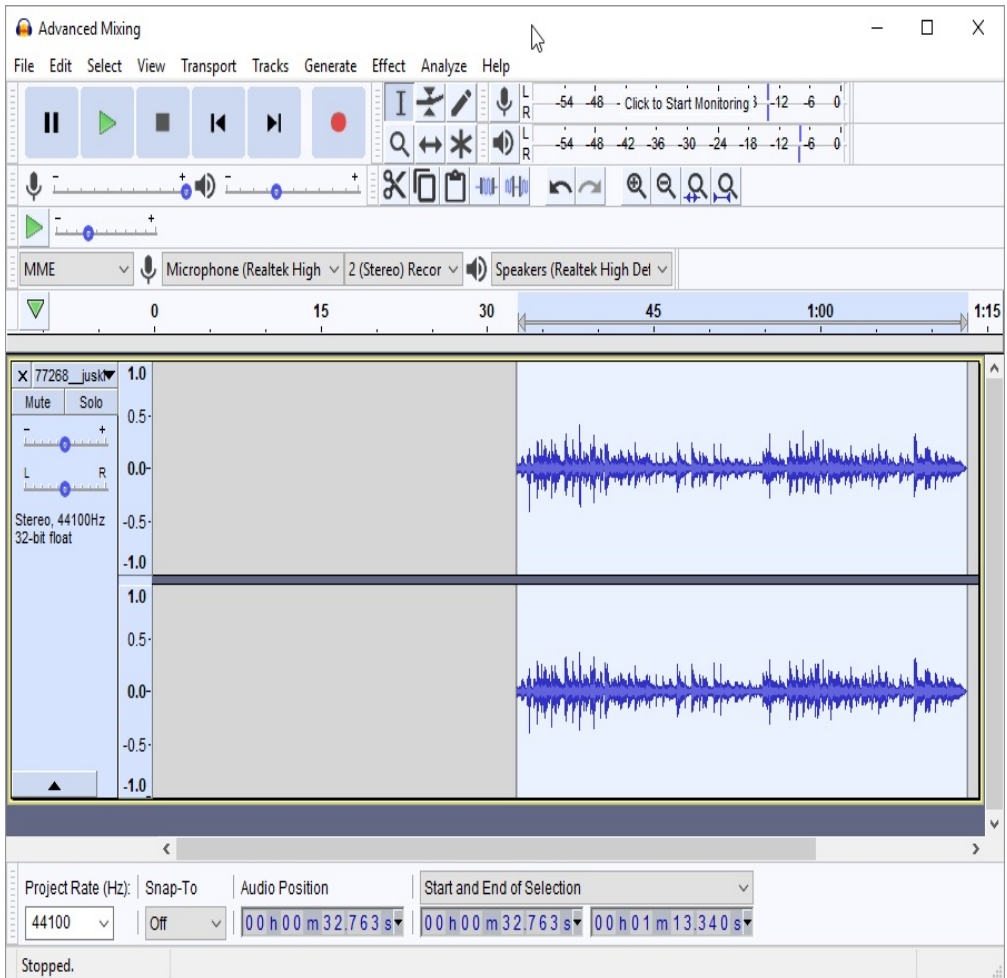 Advanced Mixing
File Edit Select View Transport Tracks Generate Effect Analyze Help
L
R
-54 -48 - Click to Start Monitoring -12 -6 0
L
R
-54 -48 -42 -36 -30 -24 -18 -12 -6 0
- + - +
- +
MME Microphone (Realtek High 2 (Stereo) Recor Speakers (Realtek High Def
0 15 30 45 1:00 1:15
X 77268__juskt
Mute Solo
- +
L R
Stereo, 44100Hz
32-bit float
1.0
0.5
0.0
-0.5
-1.0
1.0
0.5
0.0
-0.5
-1.0
Project Rate (Hz): Snap-To Audio Position Start and End of Selection
44100 Off 00 h 00 m 32.763 s 00 h 00 m 32.763 s 00 h 01 m 13.340 s
Stopped.